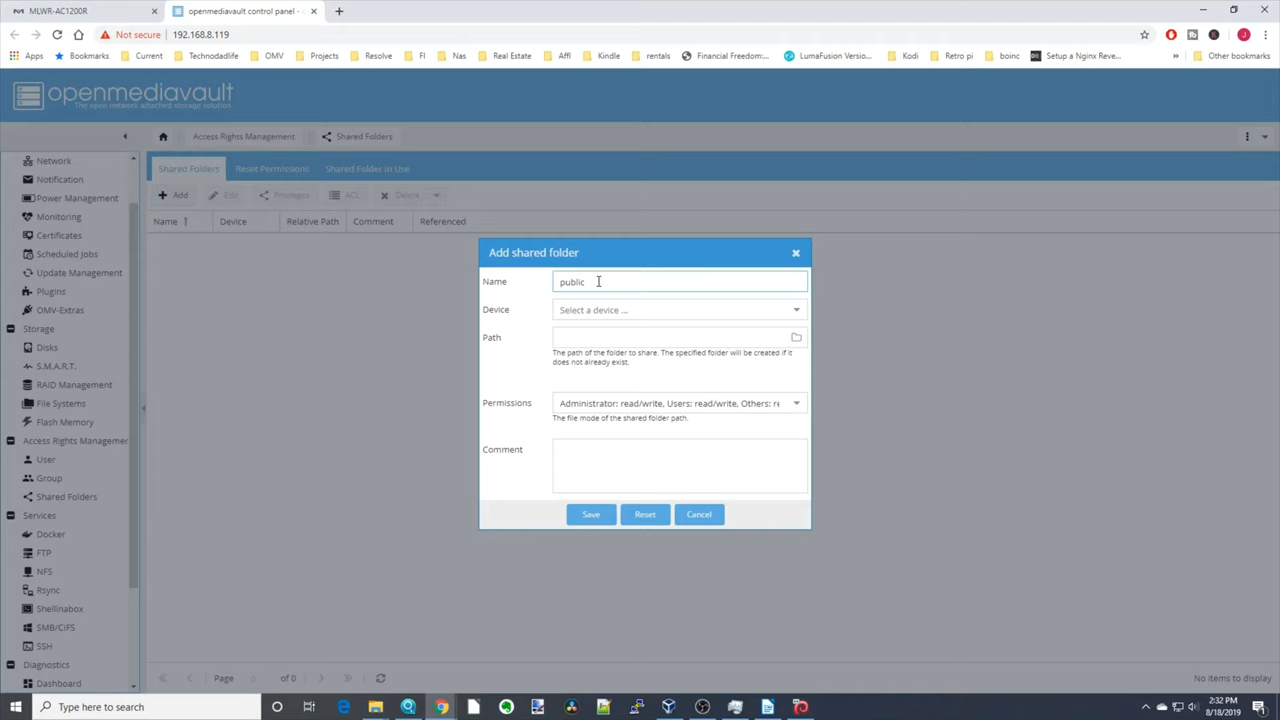 MLWR-AC1200R
openmediavault control panel -
Not secure
192.168.8.119
Apps
Bookmarks
Current
Technodadlife
OMV
Projects
Resolve
FI
Nas
Real Estate
Affl
Kindle
rentals
Financial Freedom:...
LumaFusion Versio...
Kodi
Retro pi
boinc
Setup a Nginx Reve...
Other bookmarks
openmediavault
The open network attached storage solution
Access Rights Management
Shared Folders
Network
Notification
Power Management
Monitoring
Certificates
Scheduled Jobs
Update Management
Plugins
OMV-Extras
Storage
Disks
S.M.A.R.T.
RAID Management
File Systems
Flash Memory
Access Rights Managemer
User
Group
Shared Folders
Services
Docker
FTP
NFS
Rsync
Shellinabox
SMB/CIFS
SSH
Diagnostics
Dashboard
Shared Folders
Reset Permissions
Shared Folder In Use
Add
Edit
Privileges
ACL
Delete
Name
Device
Relative Path
Comment
Referenced
Add shared folder
Name
public
Device
Select a device ...
Path
The path of the folder to share. The specified folder will be created if it
does not already exist.
Permissions
Administrator: read/write, Users: read/write, Others: re
The file mode of the shared folder path.
Comment
Save
Reset
Cancel
Page
0
of 0
No items to display
Type here to search
2:32 PM
8/18/2019